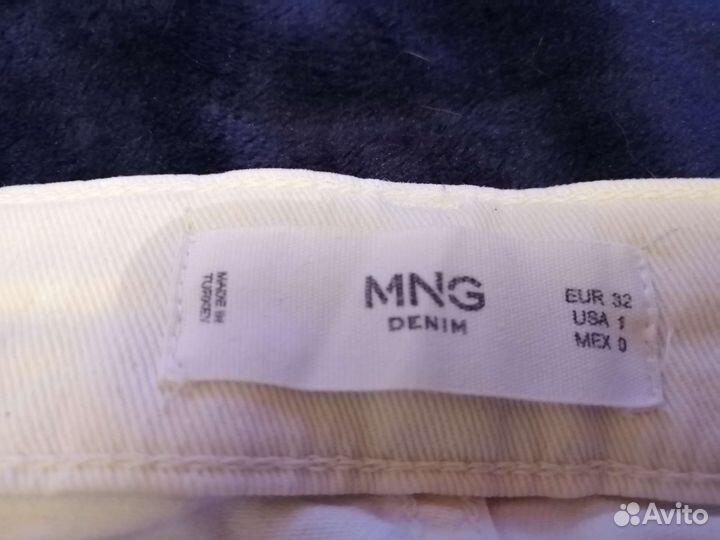 MADE IN
TURKEY
MNG
DENIM
EUR 32
USA 1
MEX 0
Avito